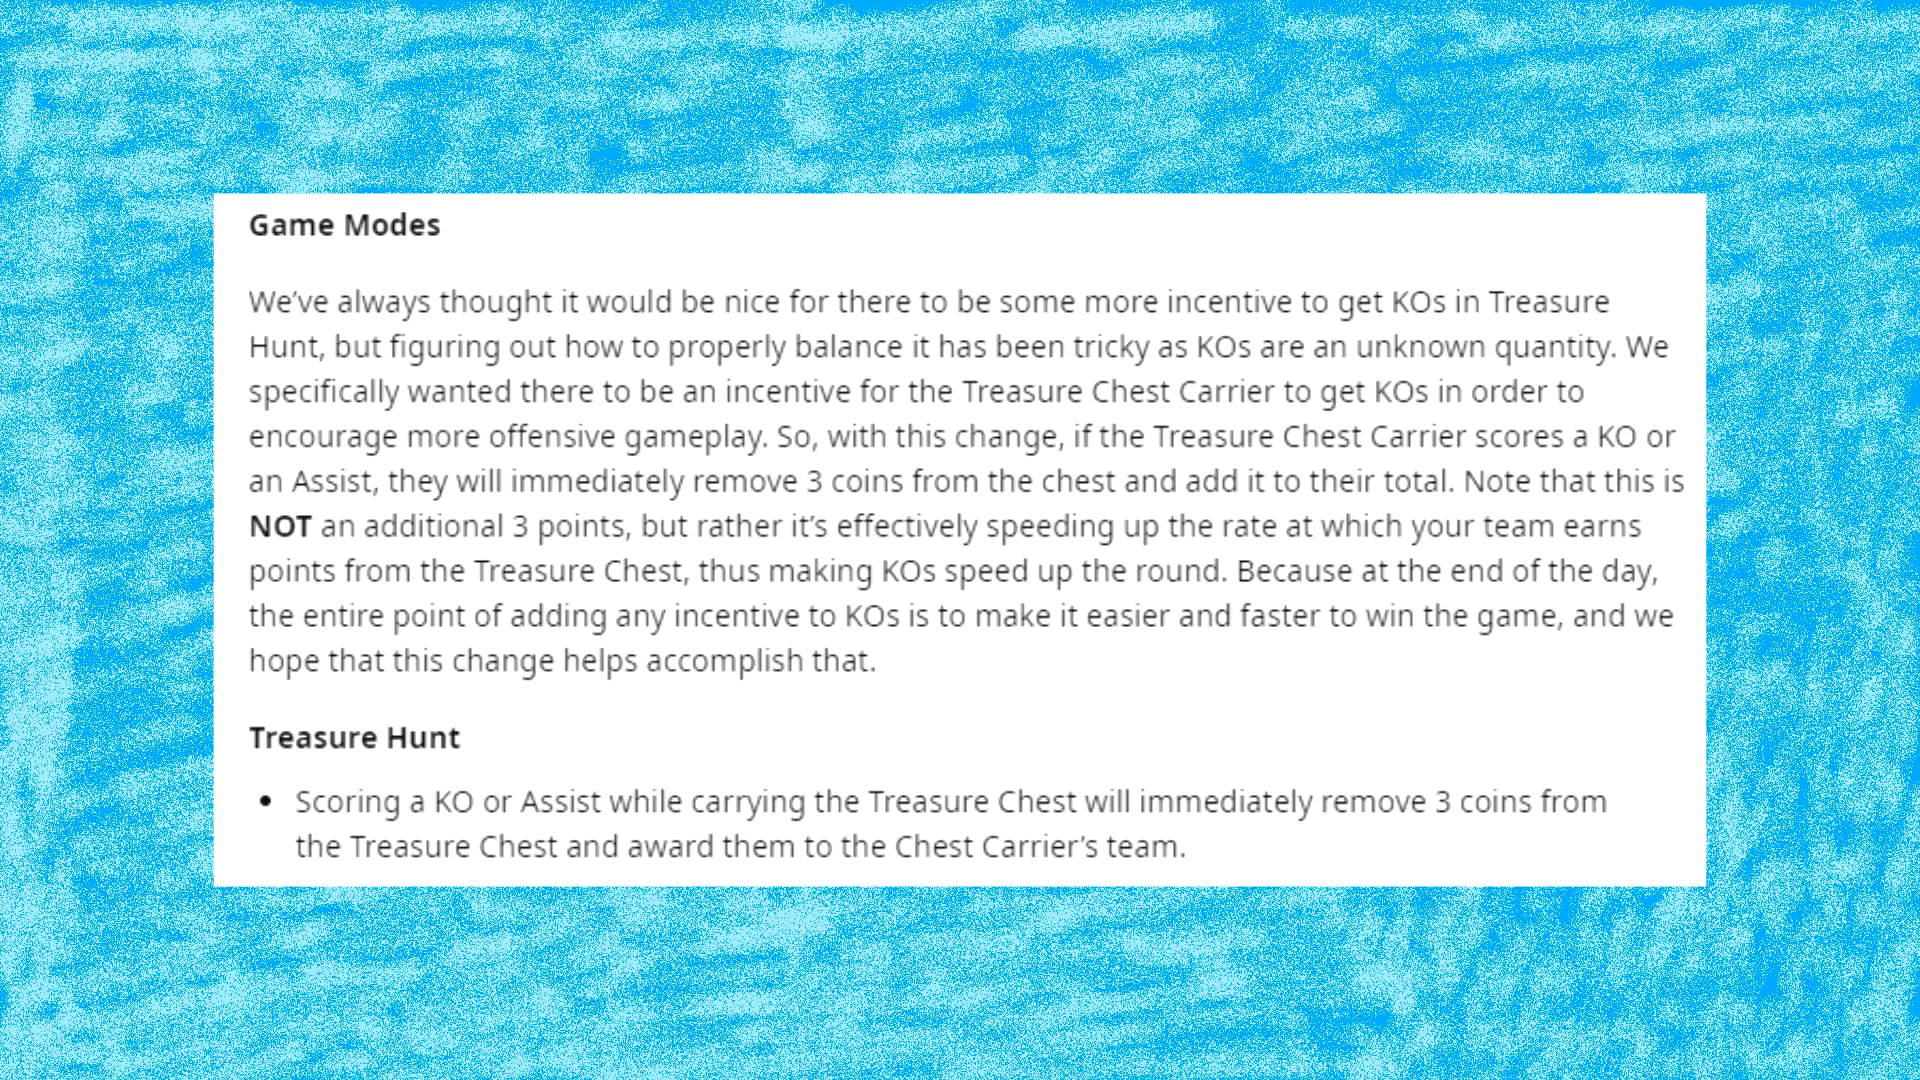 Game Modes
We’ve always thought it would be nice for there to be some more incentive to get KOs in Treasure
Hunt, but figuring out how to properly balance it has been tricky as KOs are an unknown quantity. We
specifically wanted there to be an incentive for the Treasure Chest Carrier to get KOs in order to
encourage more offensive gameplay. So, with this change, if the Treasure Chest Carrier scores a KO or
an Assist, they will immediately remove 3 coins from the chest and add it to their total. Note that this is
NOT an additional 3 points, but rather it’s effectively speeding up the rate at which your team earns
points from the Treasure Chest, thus making KOs speed up the round. Because at the end of the day,
the entire point of adding any incentive to KOs is to make it easier and faster to win the game, and we
hope that this change helps accomplish that.
Treasure Hunt
• Scoring a KO or Assist while carrying the Treasure Chest will immediately remove 3 coins from
the Treasure Chest and award them to the Chest Carrier’s team.